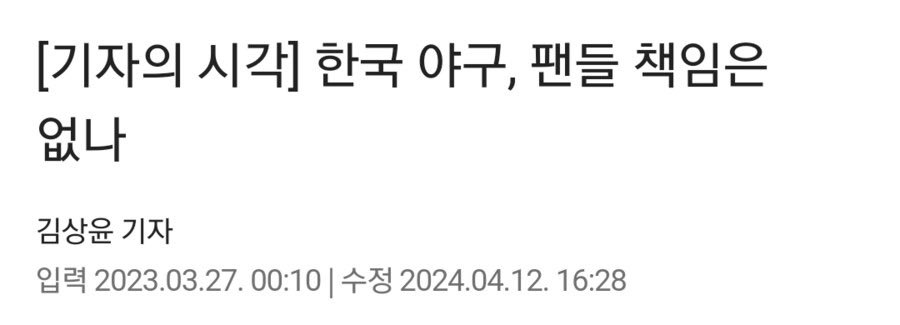 [기자의 시각] 한국 야구, 팬들 책임은
없나
김상윤 기자
입력 2023.03.27. 00:10 | 수정 2024.04.12. 16:28